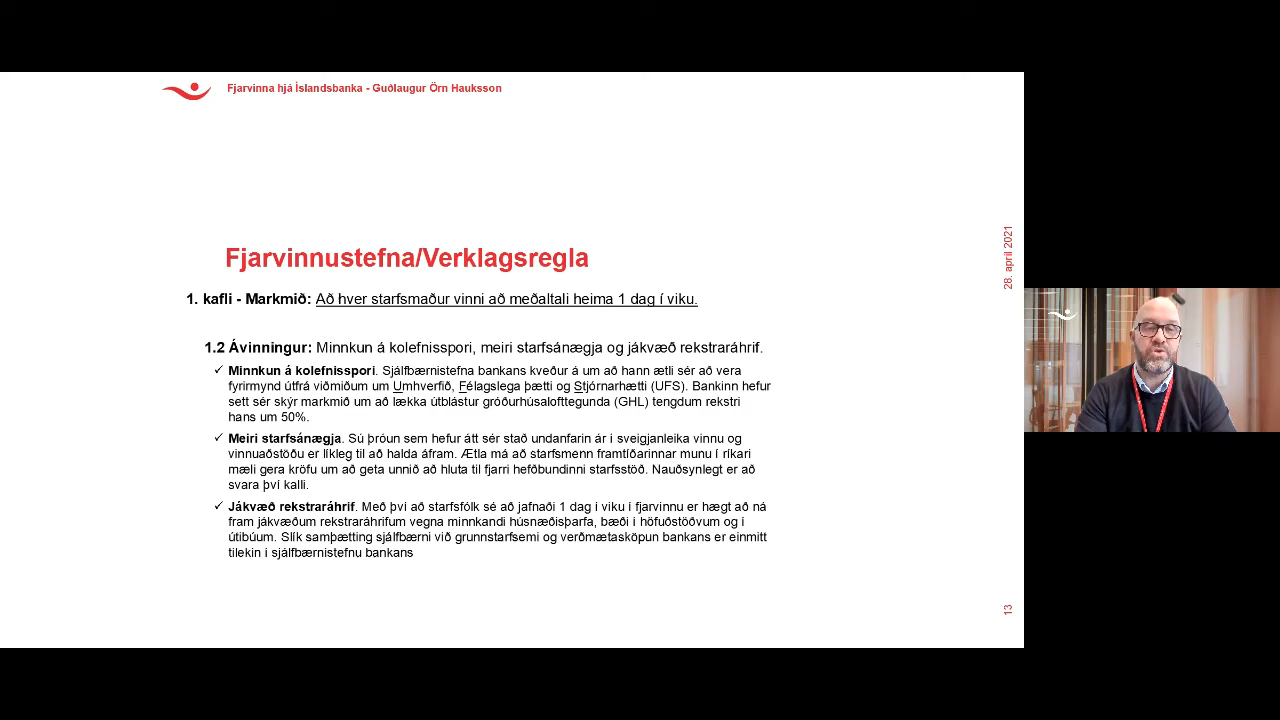 Fjarvinna hjá Íslandsbanka - Guðlaugur Örn Hauksson
Fjarvinnustefna/Verklagsregla
1. kafli - Markmið: Að hver starfsmaður vinni að meðaltali heima 1 dag í viku.
1.2 Ávinningur: Minnkun á kolefnisspori, meiri starfsánægja og jákvæð rekstraráhrif.
✓ Minnkun á kolefnisspori. Sjálfbærnistefna bankans kveður á um að hann ætli sér að vera
fyrirmynd útfrá viðmiðum um Umhverfið, Félagslega þætti og Stjórnarhætti (UFS). Bankinn hefur
sett sér skýr markmið um að lækka útblástur gróðurhúsalofttegunda (GHL) tengdum rekstri
hans um 50%.
✓ Meiri starfsánægja. Sú þróun sem hefur átt sér stað undanfarin ár í sveigjanleika vinnu og
vinnuaðstöðu er líkleg til að halda áfram. Ætla má að starfsmenn framtíðarinnar munu í ríkari
mæli gera kröfu um að geta unnið að hluta til fjarri hefðbundinni starfsstöð. Nauðsynlegt er að
svara því kalli.
✓ Jákvæð rekstraráhrif. Með því að starfsfólk sé að jafnaði 1 dag í viku í fjarvinnu er hægt að ná
fram jákvæðum rekstraráhrifum vegna minnkandi húsnæðisþarfa, bæði í höfuðstöðvum og í
útibúum. Slík samþætting sjálfbærni við grunnstarfsemi og verðmætasköpun bankans er einmitt
tilekin í sjálfbærnistefnu bankans
28. apríl 2021
13